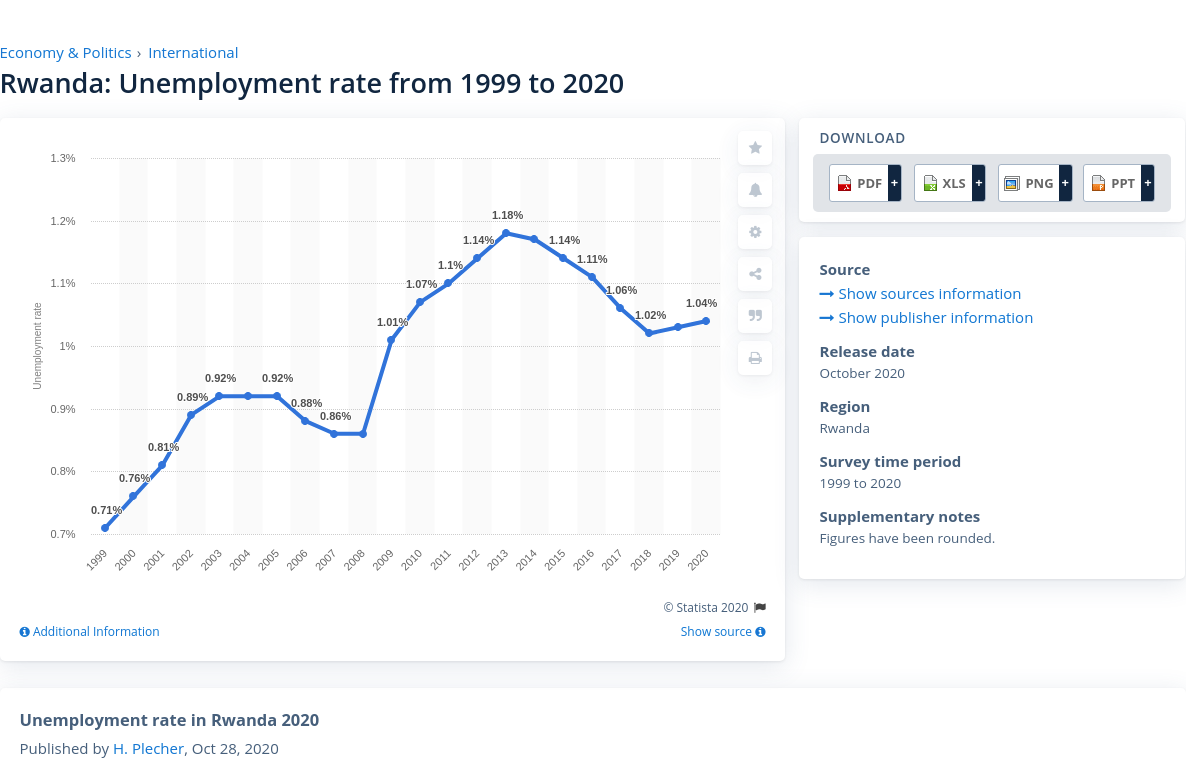 Economy & Politics › International
Rwanda: Unemployment rate from 1999 to 2020
Unemployment rate
1.3%
1.2%
1.1%
1%
0.9%
0.8%
0.7%
0.71%
0.76%
0.81%
0.89%
0.92%
0.92%
0.88%
0.86%
1.01%
1.07%
1.1%
1.14%
1.18%
1.14%
1.11%
1.06%
1.02%
1.04%
1999
2000
2001
2002
2003
2004
2005
2006
2007
2008
2009
2010
2011
2012
2013
2014
2015
2016
2017
2018
2019
2020
© Statista 2020
Additional Information
Show source
DOWNLOAD
PDF +
XLS +
PNG +
PPT +
Source
Show sources information
Show publisher information
Release date
October 2020
Region
Rwanda
Survey time period
1999 to 2020
Supplementary notes
Figures have been rounded.
Unemployment rate in Rwanda 2020
Published by H. Plecher, Oct 28, 2020